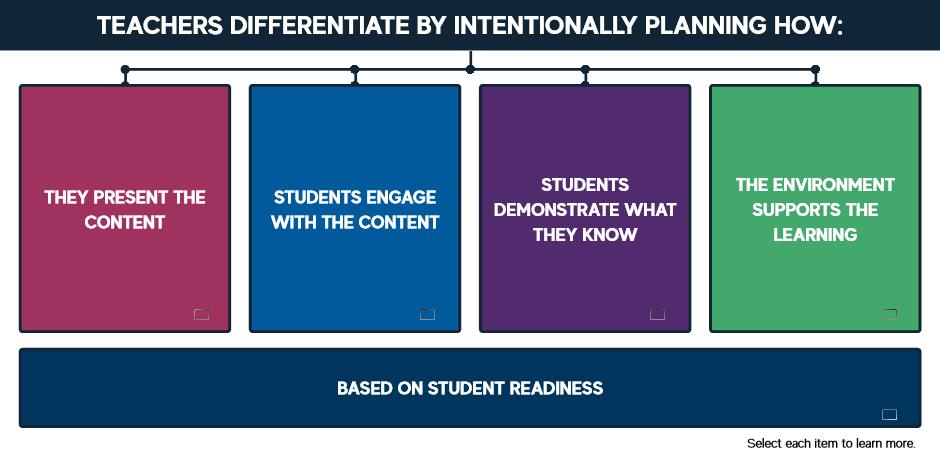 TEACHERS DIFFERENTIATE BY INTENTIONALLY PLANNING HOW:
THEY PRESENT THE
CONTENT
STUDENTS ENGAGE
WITH THE CONTENT
STUDENTS
DEMONSTRATE WHAT
THEY KNOW
THE ENVIRONMENT
SUPPORTS THE
LEARNING
BASED ON STUDENT READINESS
Select each item to learn more.